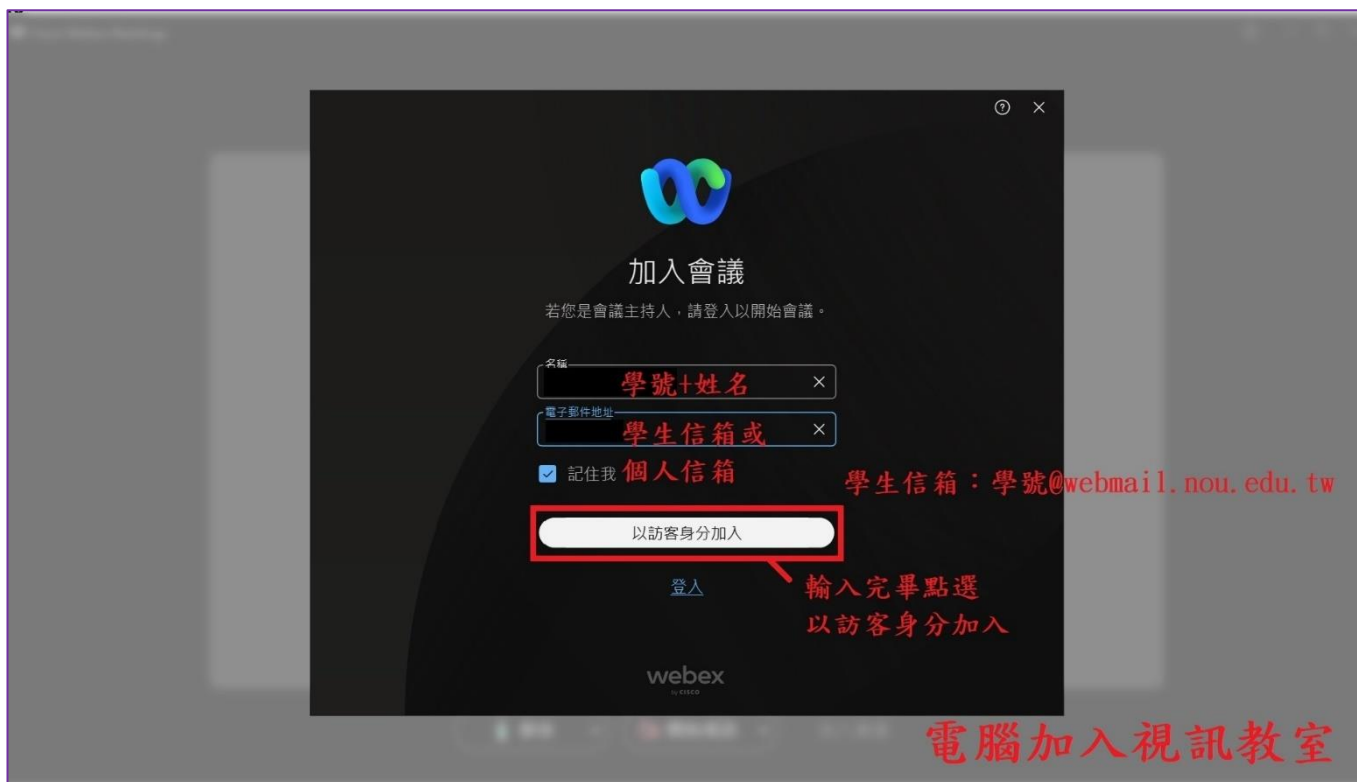 加入會議
若您是會議主持人，請登入以開始會議。
名稱
學號+姓名
電子郵件地址
學生信箱或
記住我 個人信箱
學生信箱：學號@webmail.nou.edu.tw
以訪客身分加入
登入
輸入完畢點選
以訪客身分加入
webex
by CISCO
電腦加入視訊教室